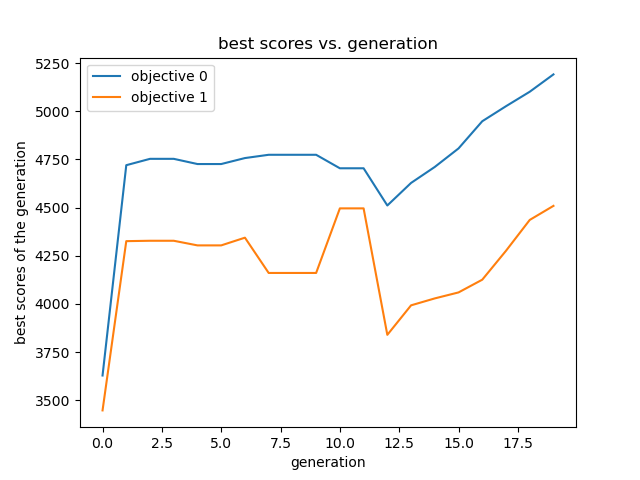 best scores vs. generation
objective 0
objective 1
best scores of the generation
5250
5000
4750
4500
4250
4000
3750
3500
0.0 2.5 5.0 7.5 10.0 12.5 15.0 17.5
generation